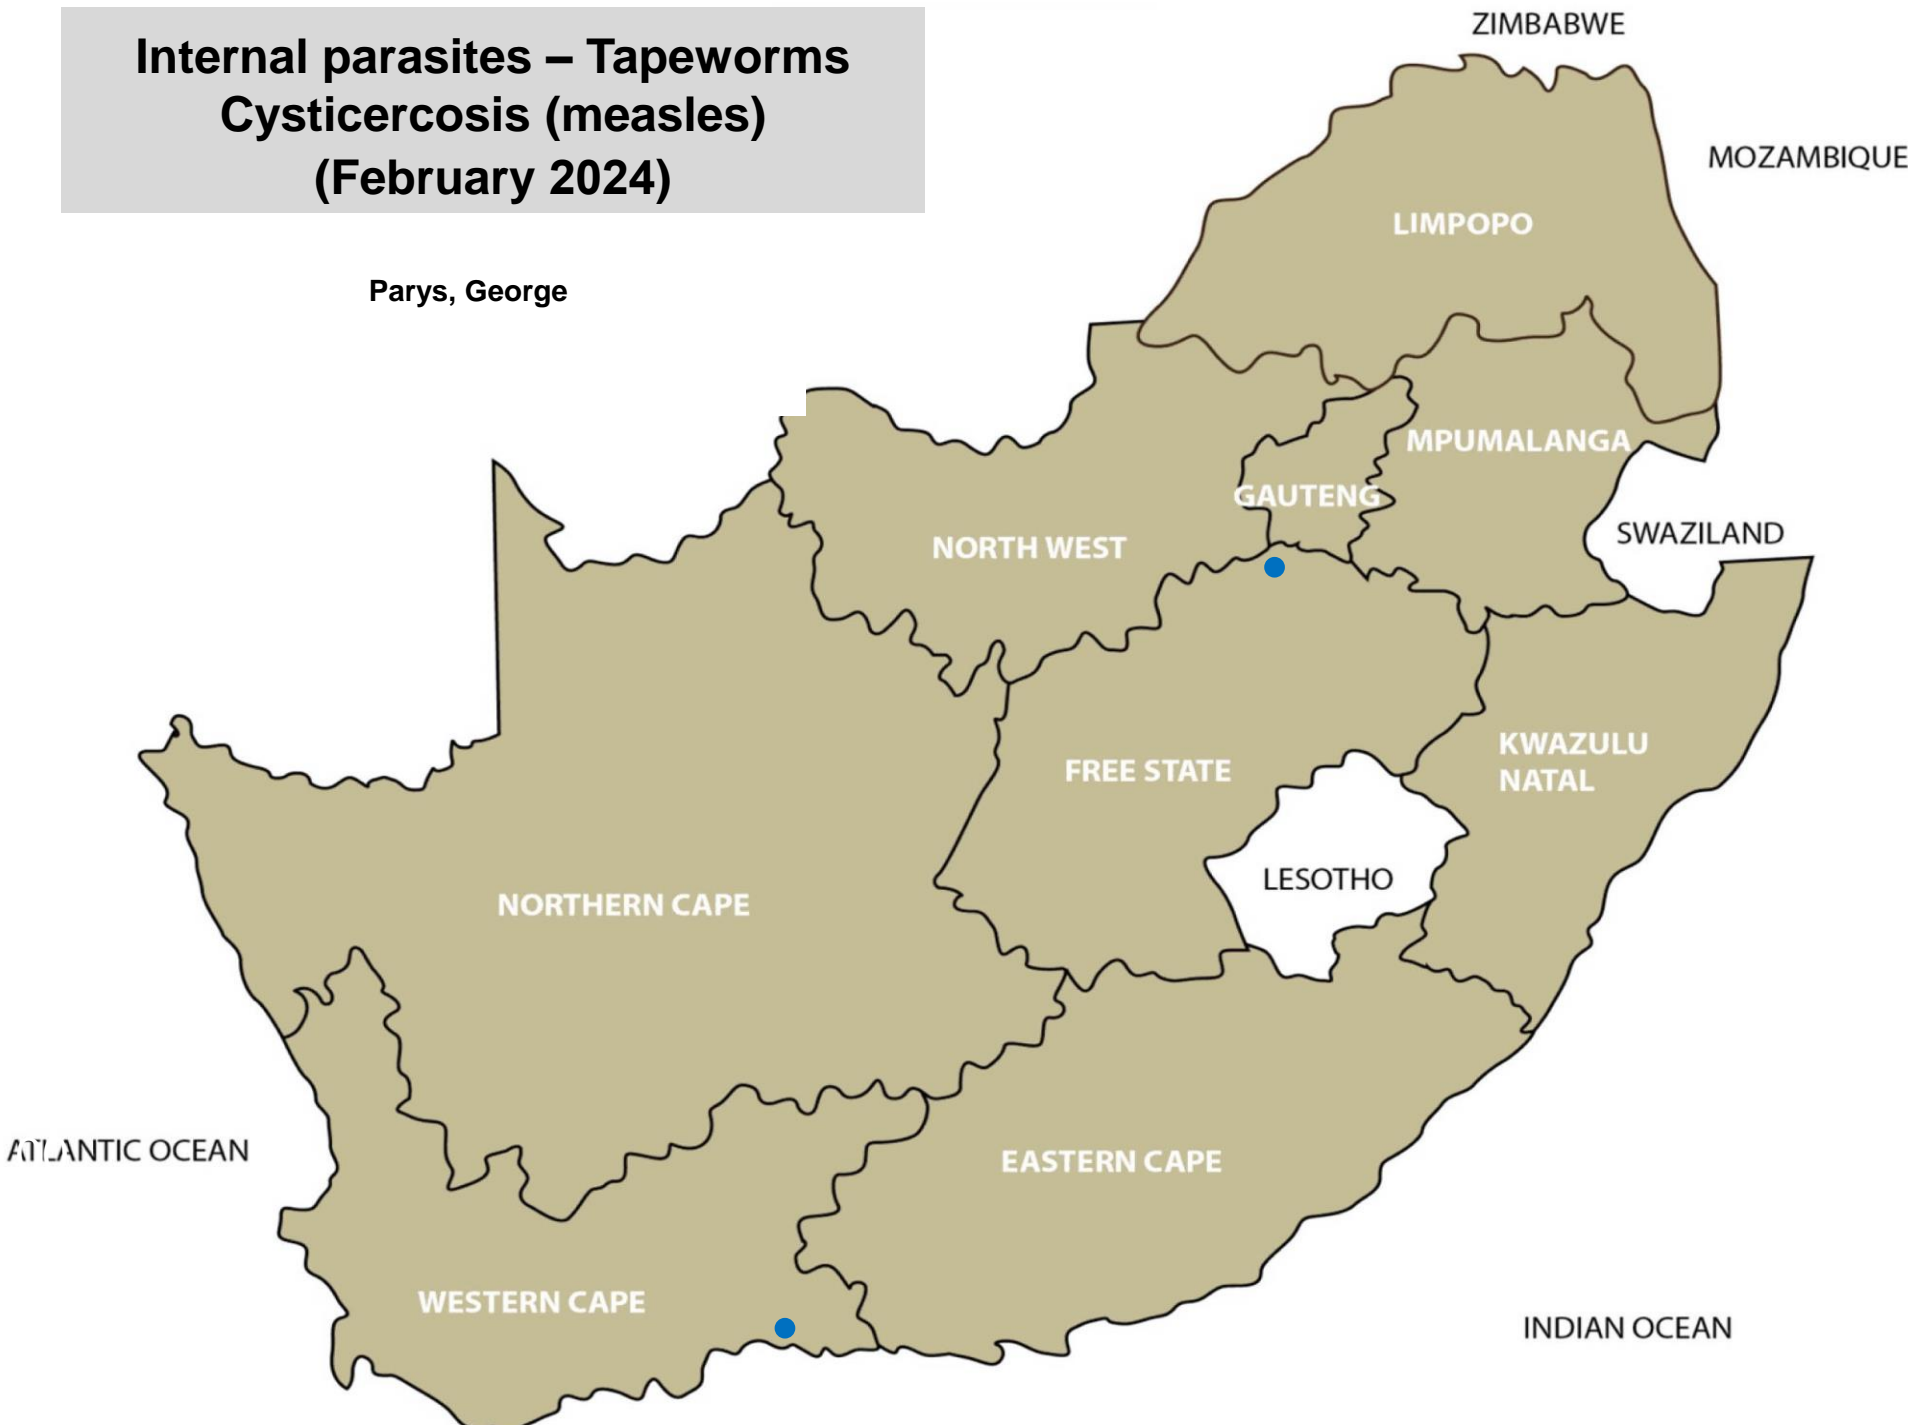 Internal parasites – Tapeworms
Cysticercosis (measles)
(February 2024)
Parys, George
ZIMBABWE
MOZAMBIQUE
LIMPOPO
MPUMALANGA
GAUTENG
SWAZILAND
NORTH WEST
KWAZULU
NATAL
FREE STATE
LESOTHO
NORTHERN CAPE
ATLANTIC OCEAN
EASTERN CAPE
WESTERN CAPE
INDIAN OCEAN